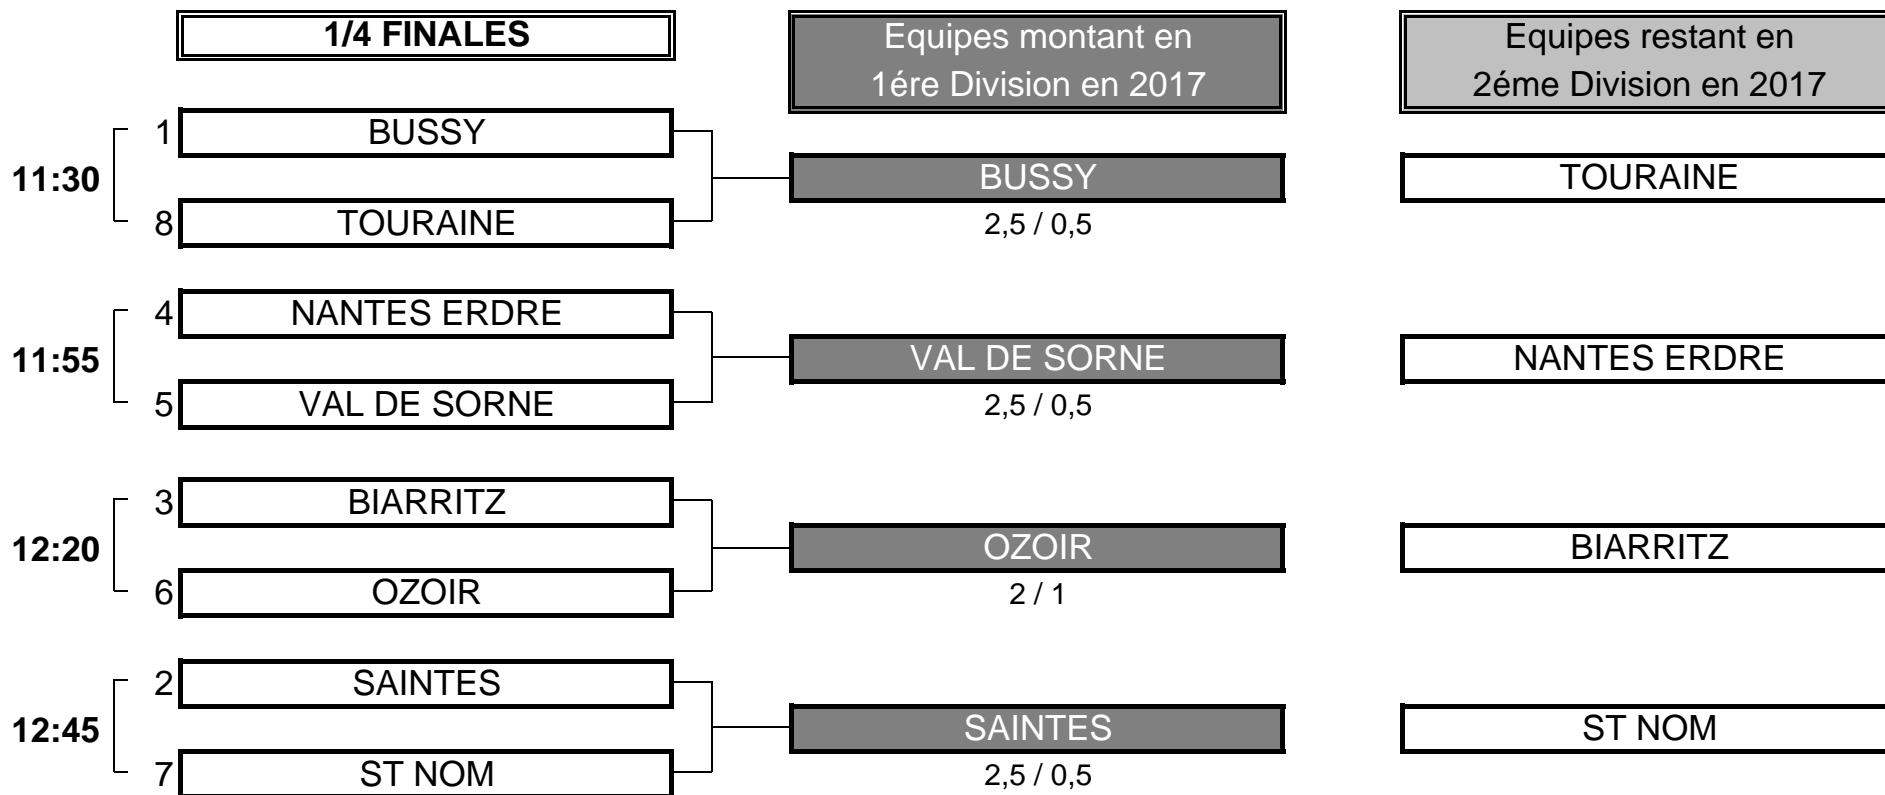 1/4 FINALES
Equipes montant en
1ére Division en 2017
Equipes restant en
2éme Division en 2017
11:30
1
BUSSY
8
TOURAINE
BUSSY
2,5 / 0,5
TOURAINE
11:55
4
NANTES ERDRE
5
VAL DE SORNE
VAL DE SORNE
2,5 / 0,5
NANTES ERDRE
12:20
3
BIARRITZ
6
OZOIR
OZOIR
2 / 1
BIARRITZ
12:45
2
SAINTES
7
ST NOM
SAINTES
2,5 / 0,5
ST NOM